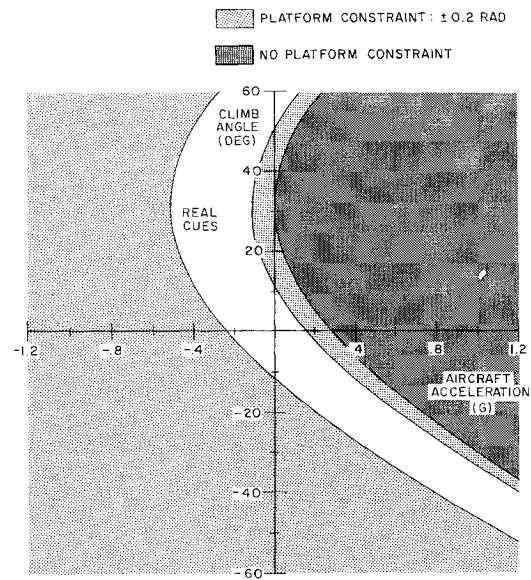 PLATFORM CONSTRAINT: ±0.2 RAD
NO PLATFORM CONSTRAINT
60
CLIMB
ANGLE
(DEG)
40
REAL
CUES
20
-1.2
-.8
-.4
.4
.8
1.2
AIRCRAFT
ACCELERATION
(G)
-20
-40
-60